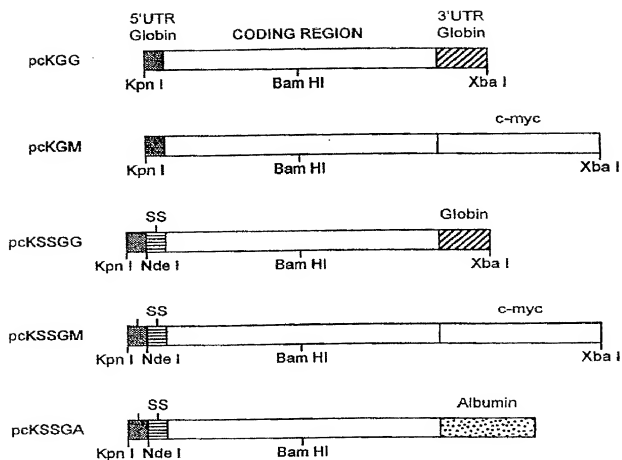 5'UTR Globin
CODING REGION
3'UTR Globin
pcKGG
Kpn I
Bam HI
Xba I
c-myc
pcKGM
Kpn I
Bam HI
Xba I
SS
Globin
pcKSSGG
Kpn I
Nde I
Bam HI
Xba I
SS
c-myc
pcKSSGM
Kpn I
Nde I
Bam HI
Xba I
SS
Albumin
pcKSSGA
Kpn I
Nde I
Bam HI